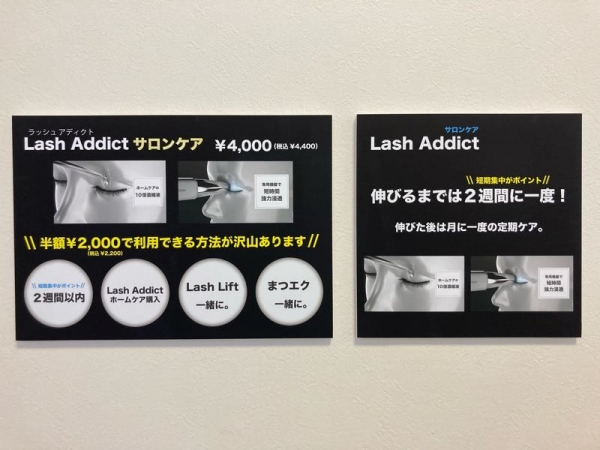 ラッシュ アディクト
Lash Addict サロンケア ¥4,000 (税込 ¥4,400)
ホームケアの
10倍濃縮液
専用機器で
短時間
強力浸透
\\ 半額¥2,000で利用できる方法が沢山あります //
(税込 ¥2,200)
\\ 短期集中がポイント //
2週間以内
Lash Addict
ホームケア購入
Lash Lift
一緒に。
まつエク
一緒に。
サロンケア
Lash Addict
\\ 短期集中がポイント //
伸びるまでは2週間に一度!
伸びた後は月に一度の定期ケア。
ホームケアの
10倍濃縮液
専用機器で
短時間
強力浸透